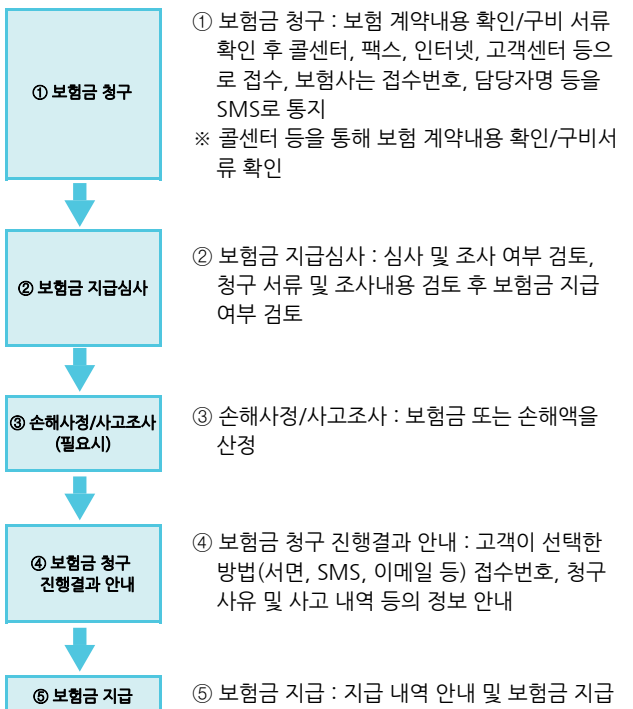 ① 보험금 청구
① 보험금 청구 : 보험 계약내용 확인/구비 서류
확인 후 콜센터, 팩스, 인터넷, 고객센터 등으
로 접수, 보험사는 접수번호, 담당자명 등을
SMS로 통지
※ 콜센터 등을 통해 보험 계약내용 확인/구비서
류 확인
② 보험금 지급심사
② 보험금 지급심사 : 심사 및 조사 여부 검토,
청구 서류 및 조사내용 검토 후 보험금 지급
여부 검토
③ 손해사정/사고조사
(필요시)
③ 손해사정/사고조사 : 보험금 또는 손해액을
산정
④ 보험금 청구
진행결과 안내
④ 보험금 청구 진행결과 안내 : 고객이 선택한
방법(서면, SMS, 이메일 등) 접수번호, 청구
사유 및 사고 내역 등의 정보 안내
⑤ 보험금 지급
⑤ 보험금 지급 : 지급 내역 안내 및 보험금 지급